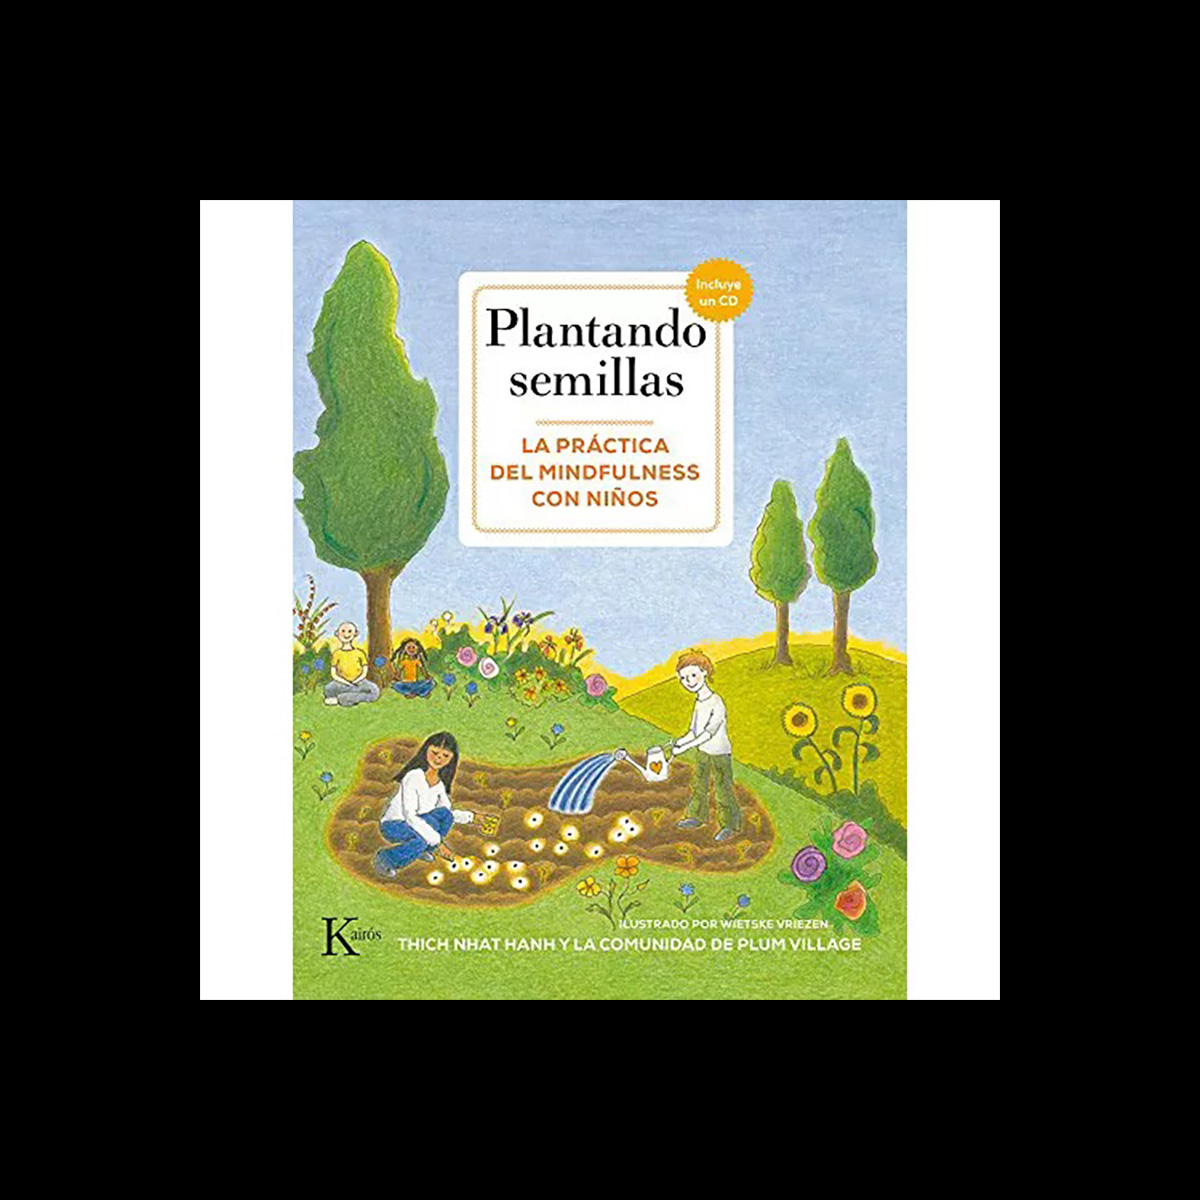 Incluye
un CD
Plantando
semillas
LA PRÁCTICA
DEL MINDFULNESS
CON NIÑOS
ILUSTRADO POR WIETSKE VRIEZEN
Kairós
THICH NHAT HANH Y LA COMUNIDAD DE PLUM VILLAGE